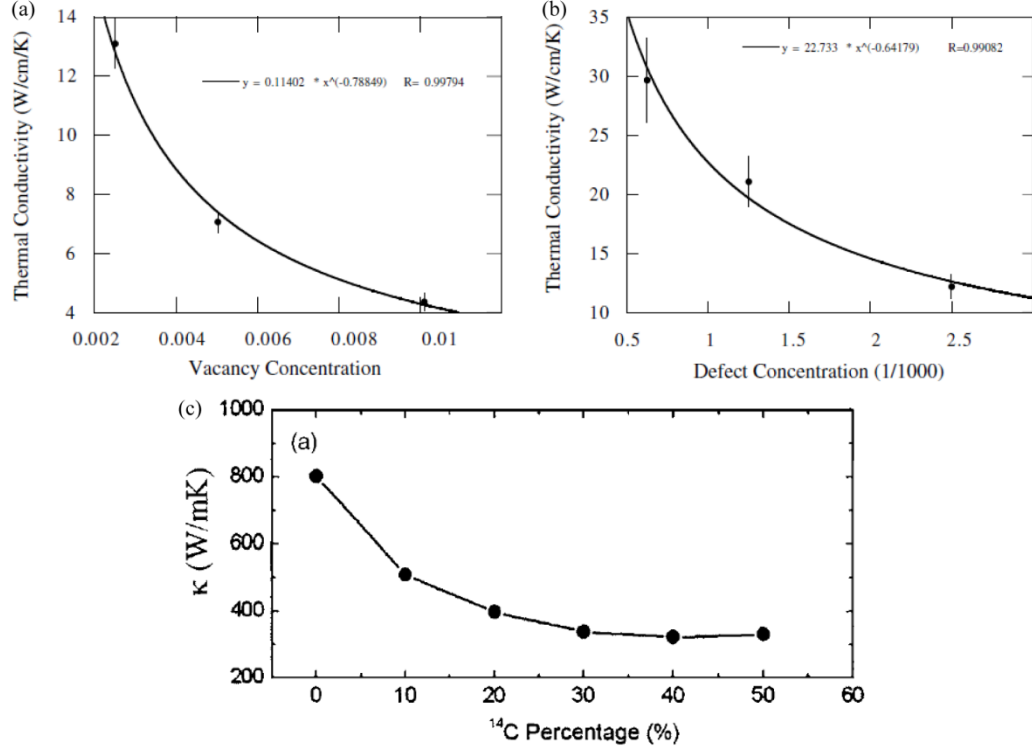 (a)
14
12
10
8
6
4
Thermal Conductivity (W/cm/K)
y = 0.11402 * x^(-0.78849) R= 0.99794
0.002 0.004 0.006 0.008 0.01
Vacancy Concentration
(b)
35
30
25
20
15
10
Thermal Conductivity (W/cm/K)
y = 22.733 * x^(-0.64179) R=0.99082
0.5 1 1.5 2 2.5
Defect Concentration (1/1000)
(c)
(a)
1000
800
600
400
200
κ (W/mK)
0 10 20 30 40 50 60
¹⁴C Percentage (%)